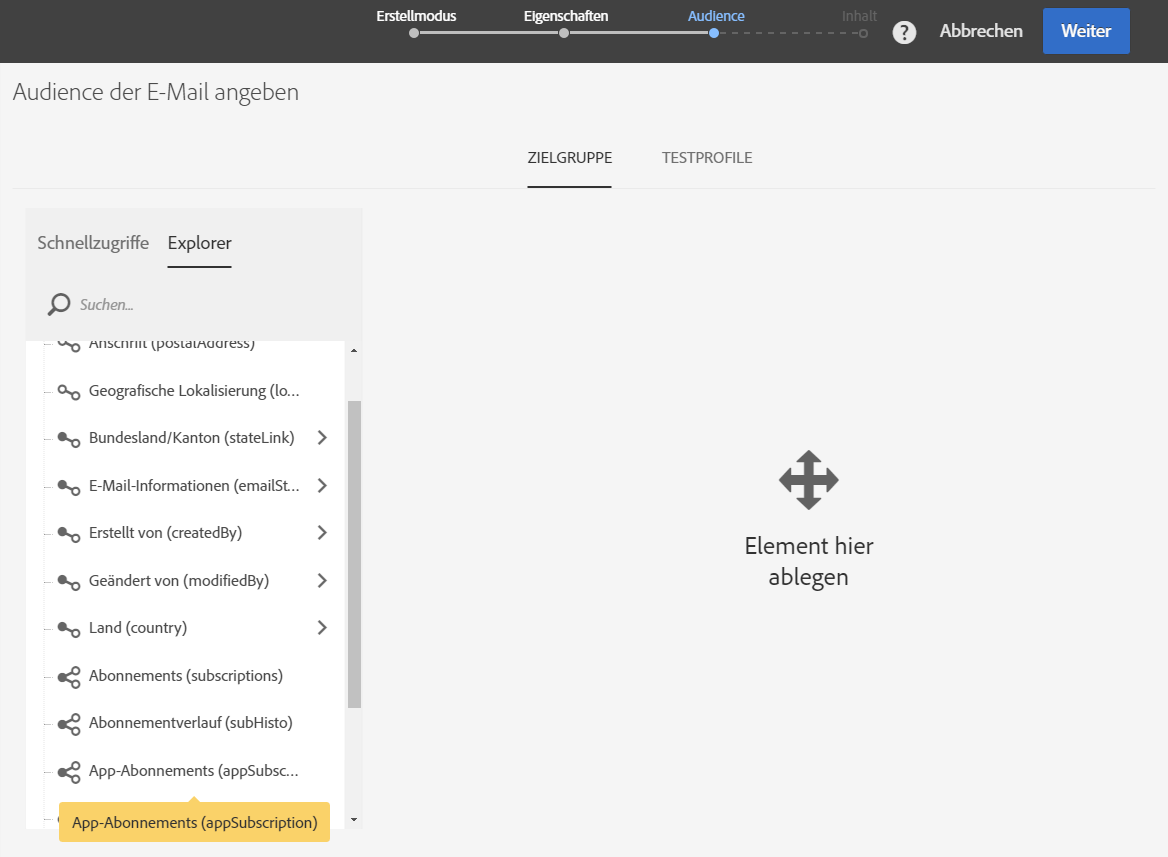 Erstellmodus
Eigenschaften
Audience
Inhalt
?
Abbrechen
Weiter
Audience der E-Mail angeben
ZIELGRUPPE
TESTPROFILE
Schnellzugriffe
Explorer
Suchen...
Anschrift (postalAddress)
Geografische Lokalisierung (lo...
Bundesland/Kanton (stateLink)
E-Mail-Informationen (emailSt...
Erstellt von (createdBy)
Geändert von (modifiedBy)
Land (country)
Abonnements (subscriptions)
Abonnementverlauf (subHisto)
App-Abonnements (appSubsc...
App-Abonnements (appSubscription)
Element hier
ablegen